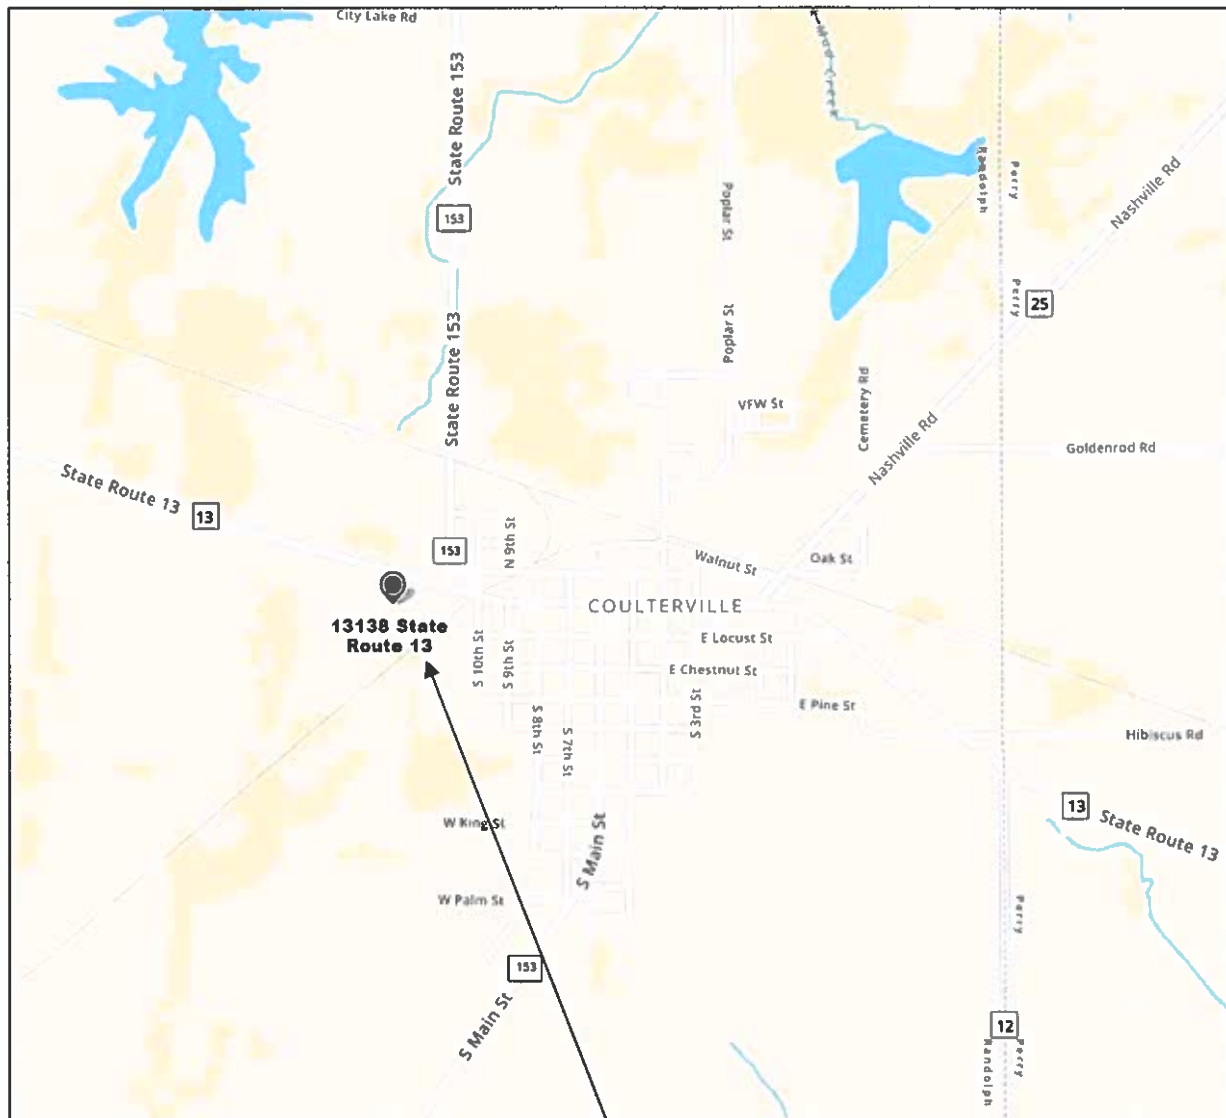 City Lake Rd
State Route 153
Mud Creek
Randolph
Perry
Nashville Rd
153
Poplar St
Perry
25
State Route 153
Poplar St
VFW St
Cemetery Rd
Nashville Rd
Goldenrod Rd
State Route 13
13
153
N 9th St
Walnut St
Oak St
COULTERVILLE
13138 State
Route 13
E Locust St
S 10th St
S 9th St
E Chestnut St
S 3rd St
E Pine St
S 8th St
S 7th St
Hibiscus Rd
13
State Route 13
W King St
S Main St
W Palm St
Perry
153
S Main St
12
Randolph
Perry